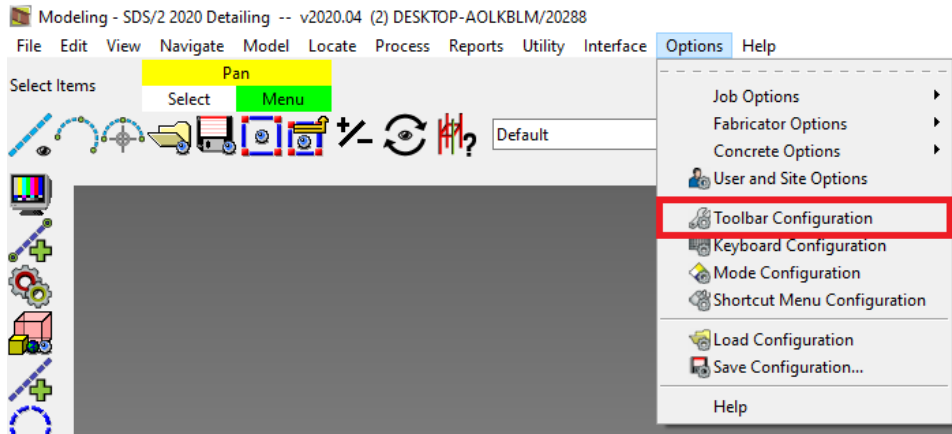 Modeling - SDS/2 2020 Detailing -- v2020.04 (2) DESKTOP-AOLKBLM/20288
File Edit View Navigate Model Locate Process Reports Utility Interface Options Help
Select Items
Pan
Select Menu
Default
Job Options
Fabricator Options
Concrete Options
User and Site Options
Toolbar Configuration
Keyboard Configuration
Mode Configuration
Shortcut Menu Configuration
Load Configuration
Save Configuration...
Help